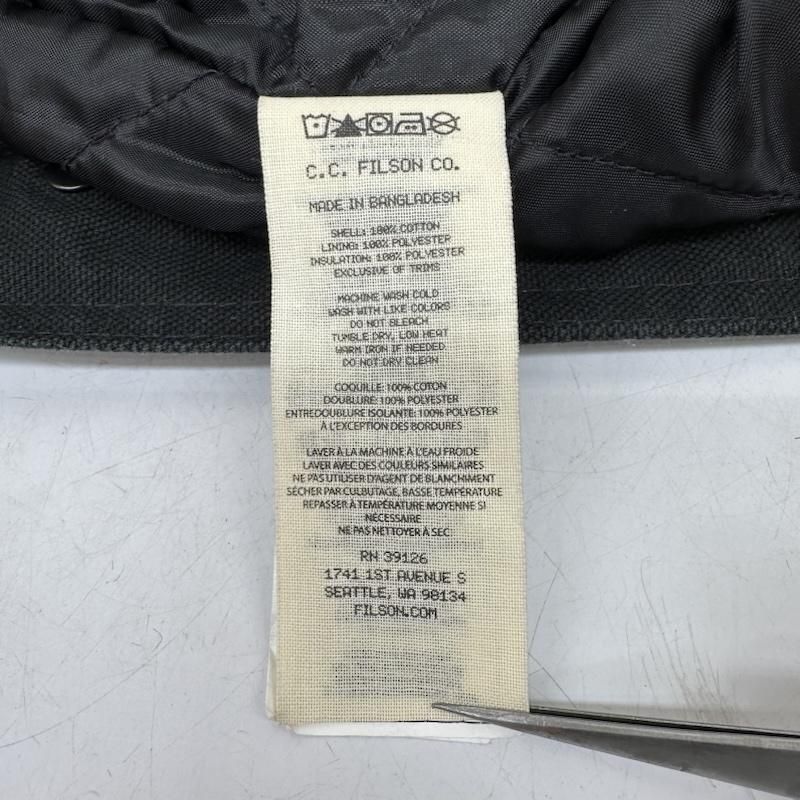 C.C. FILSON CO.
MADE IN BANGLADESH
SHELL: 100% COTTON
LINING: 100% POLYESTER
INSULATION: 100% POLYESTER
EXCLUSIVE OF TRIMS
MACHINE WASH COLD
WASH WITH LIKE COLORS
DO NOT BLEACH
TUMBLE DRY, LOW HEAT
WARM IRON IF NEEDED
DO NOT DRY CLEAN
COQUILLE: 100% COTON
DOUBLURE: 100% POLYESTER
ENTREDOUBLURE ISOLANTE: 100% POLYESTER
À L'EXCEPTION DES BORDURES
LAVER À LA MACHINE À L'EAU FROIDE
LAVER AVEC DES COULEURS SIMILAIRES
NE PAS UTILISER D'AGENT DE BLANCHIMENT
SÉCHER PAR CULBUTAGE, BASSE TEMPÉRATURE
REPASSER À TEMPÉRATURE MOYENNE SI
NÉCESSAIRE
NE PAS NETTOYER À SEC
RN 39126
1741 1ST AVENUE S
SEATTLE, WA 98134
FILSON.COM